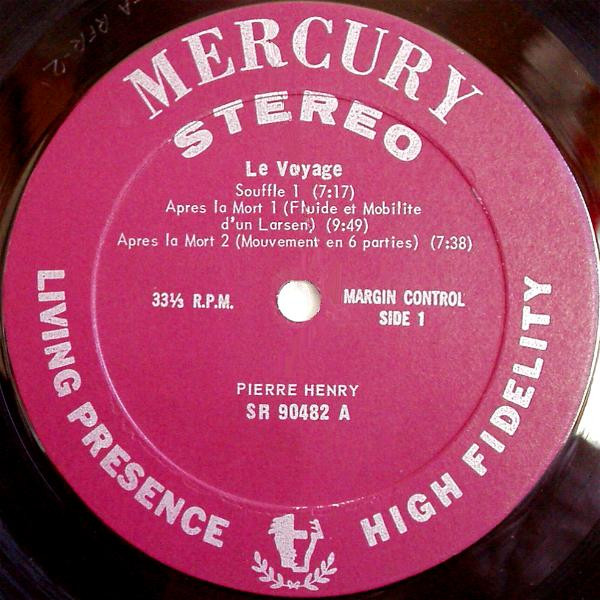 MERCURY
STEREO
Le Voyage
Souffle 1 (7:17)
Apres la Mort 1 (Fluide et Mobilite
d'un Larsen) (9:49)
Apres la Mort 2 (Mouvement en 6 parties) (7:38)
33⅓ R.P.M.
MARGIN CONTROL
SIDE 1
PIERRE HENRY
SR 90482 A
LIVING PRESENCE
HIGH FIDELITY